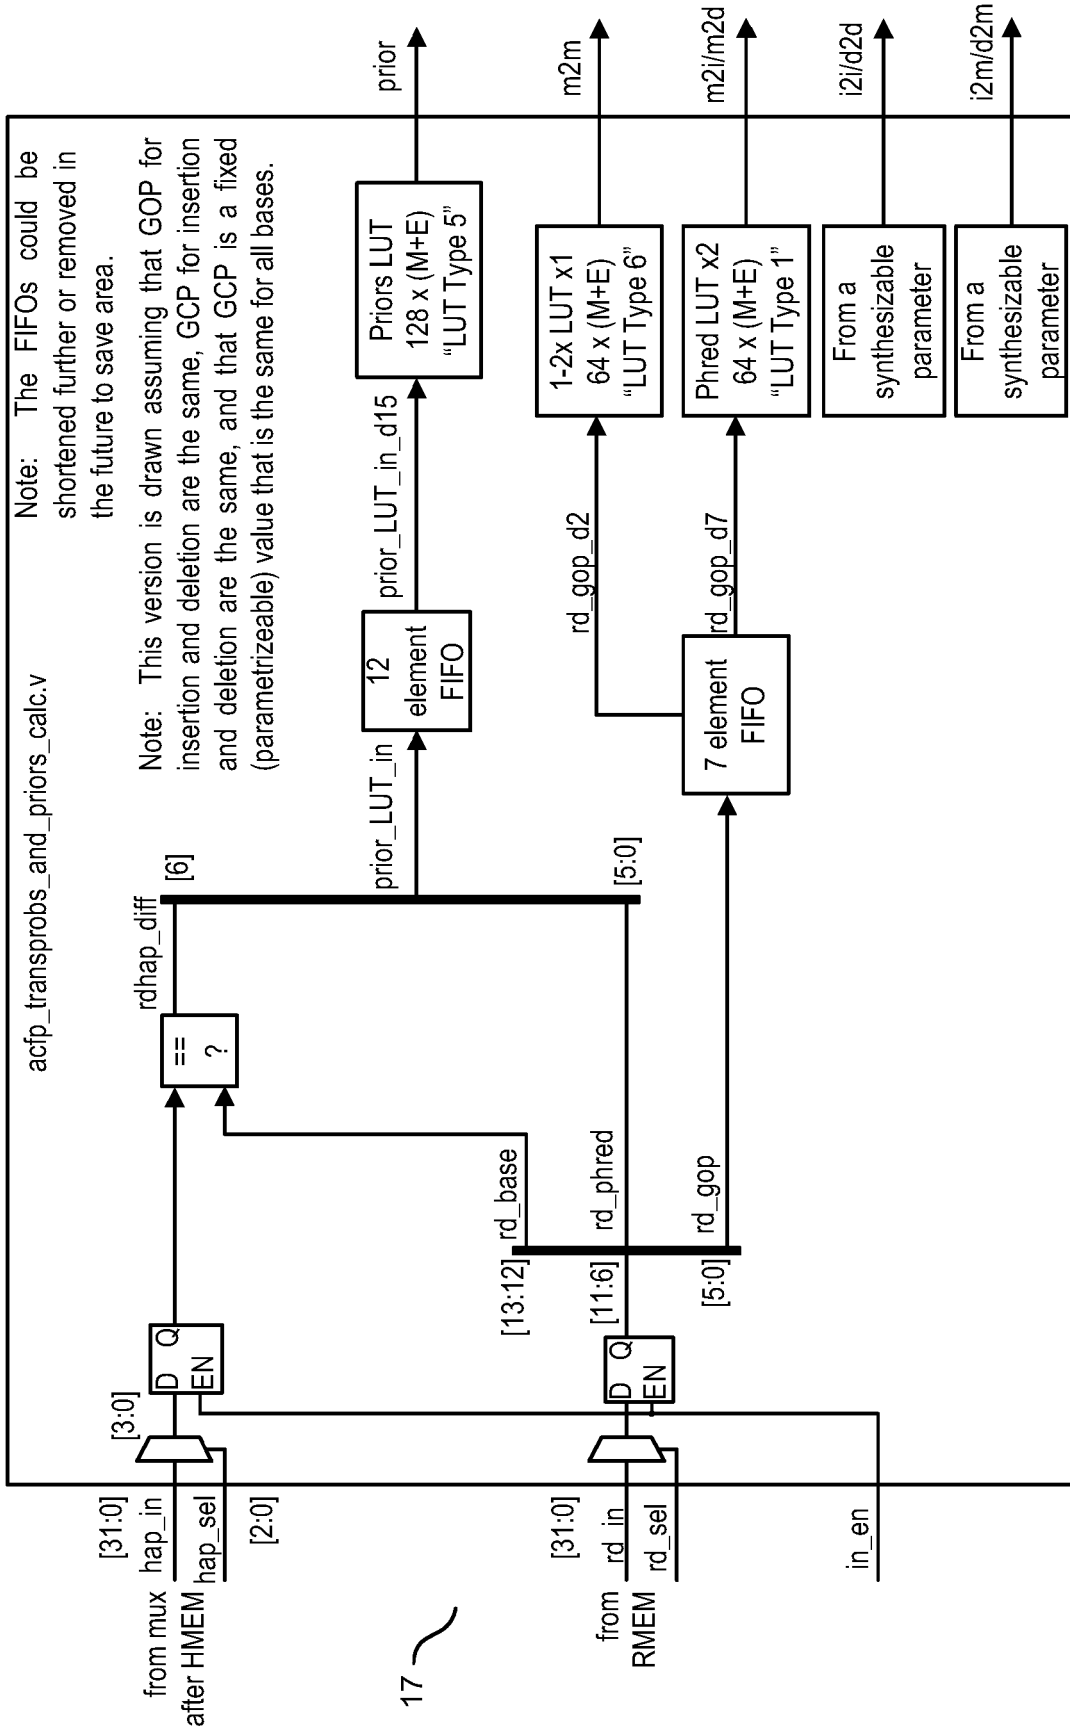 acfp_transprobs_and_priors_calc.v
Note: The FIFOs could be
shortened further or removed in
the future to save area.
Note: This version is drawn assuming that GOP for
insertion and deletion are the same, GCP for insertion
and deletion are the same, and that GCP is a fixed
(parametrizeable) value that is the same for all bases.
[31:0]
from mux
after HMEM
hap_in
hap_sel
[2:0]
[3:0]
D Q
EN
==
?
rdhap_diff
[6]
[5:0]
prior_LUT_in
12
element
FIFO
prior_LUT_in_d15
Priors LUT
128 x (M+E)
“LUT Type 5”
prior
17
[31:0]
from
RMEM
rd_in
rd_sel
in_en
D Q
EN
[13:12]
[11:6]
[5:0]
rd_base
rd_phred
rd_gop
7 element
FIFO
rd_gop_d2
rd_gop_d7
1-2x LUT x1
64 x (M+E)
“LUT Type 6”
m2m
Phred LUT x2
64 x (M+E)
“LUT Type 1”
m2i/m2d
From a
synthesizable
parameter
i2i/d2d
From a
synthesizable
parameter
i2m/d2m